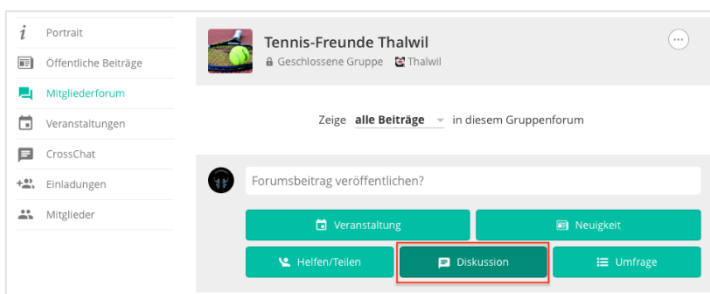 Portrait
Öffentliche Beiträge
Mitgliederforum
Veranstaltungen
CrossChat
Einladungen
Mitglieder
Tennis-Freunde Thalwil
Geschlossene Gruppe Thalwil
Zeige alle Beiträge in diesem Gruppenforum
Forumsbeitrag veröffentlichen?
Veranstaltung Neuigkeit
Helfen/Teilen Diskussion Umfrage